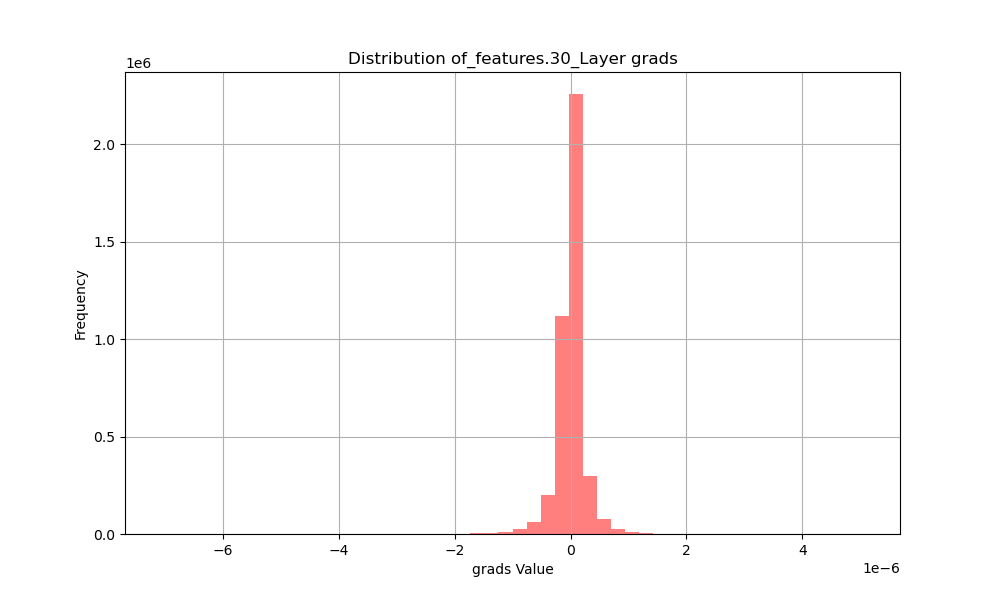 Distribution of_features.30_Layer grads
1e6
2.0
1.5
1.0
0.5
0.0
Frequency
−6 −4 −2 0 2 4
1e−6
grads Value